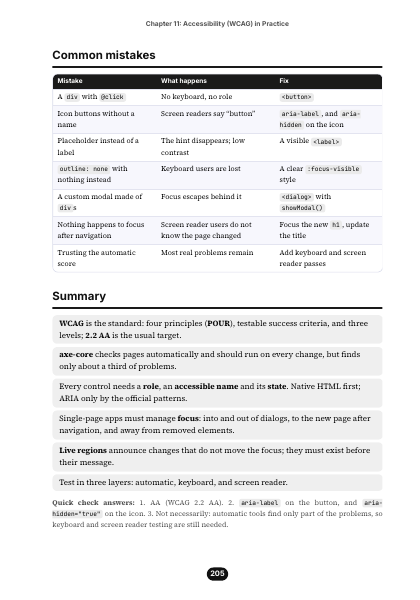 Chapter 11: Accessibility (WCAG) in Practice
Common mistakes
Mistake What happens Fix
A div with @click No keyboard, no role <button>
Icon buttons without a Screen readers say "button" aria-label, and aria-
name hidden on the icon
Placeholder instead of a The hint disappears; low A visible <label>
label contrast
outline: none with Keyboard users are lost A clear :focus-visible
nothing instead style
A custom modal made of Focus escapes behind it <dialog> with
divs showModal()
Nothing happens to focus Screen reader users do not Focus the new h1, update
after navigation know the page changed the title
Trusting the automatic Most real problems remain Add keyboard and screen
score reader passes
Summary
WCAG is the standard: four principles (POUR), testable success criteria, and three
levels; 2.2 AA is the usual target.
axe-core checks pages automatically and should run on every change, but finds
only about a third of problems.
Every control needs a role, an accessible name and its state. Native HTML first;
ARIA only by the official patterns.
Single-page apps must manage focus: into and out of dialogs, to the new page after
navigation, and away from removed elements.
Live regions announce changes that do not move the focus; they must exist before
their message.
Test in three layers: automatic, keyboard, and screen reader.
Quick check answers: 1. AA (WCAG 2.2 AA). 2. aria-label on the button, and aria-
hidden="true" on the icon. 3. Not necessarily: automatic tools find only part of the problems, so
keyboard and screen reader testing are still needed.
205